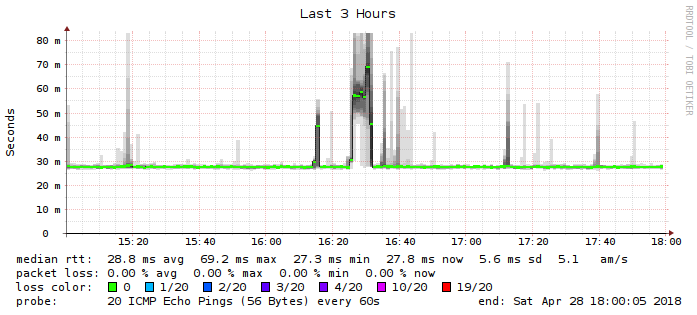 Last 3 Hours
RRDTOOL / TOBI OETIKER
Seconds
80 m
70 m
60 m
50 m
40 m
30 m
20 m
10 m
0
15:20 15:40 16:00 16:20 16:40 17:00 17:20 17:40 18:00
median rtt: 28.8 ms avg 69.2 ms max 27.3 ms min 27.8 ms now 5.6 ms sd 5.1 am/s
packet loss: 0.00 % avg 0.00 % max 0.00 % min 0.00 % now
loss color: 0 1/20 2/20 3/20 4/20 10/20 19/20
probe: 20 ICMP Echo Pings (56 Bytes) every 60s end: Sat Apr 28 18:00:05 2018